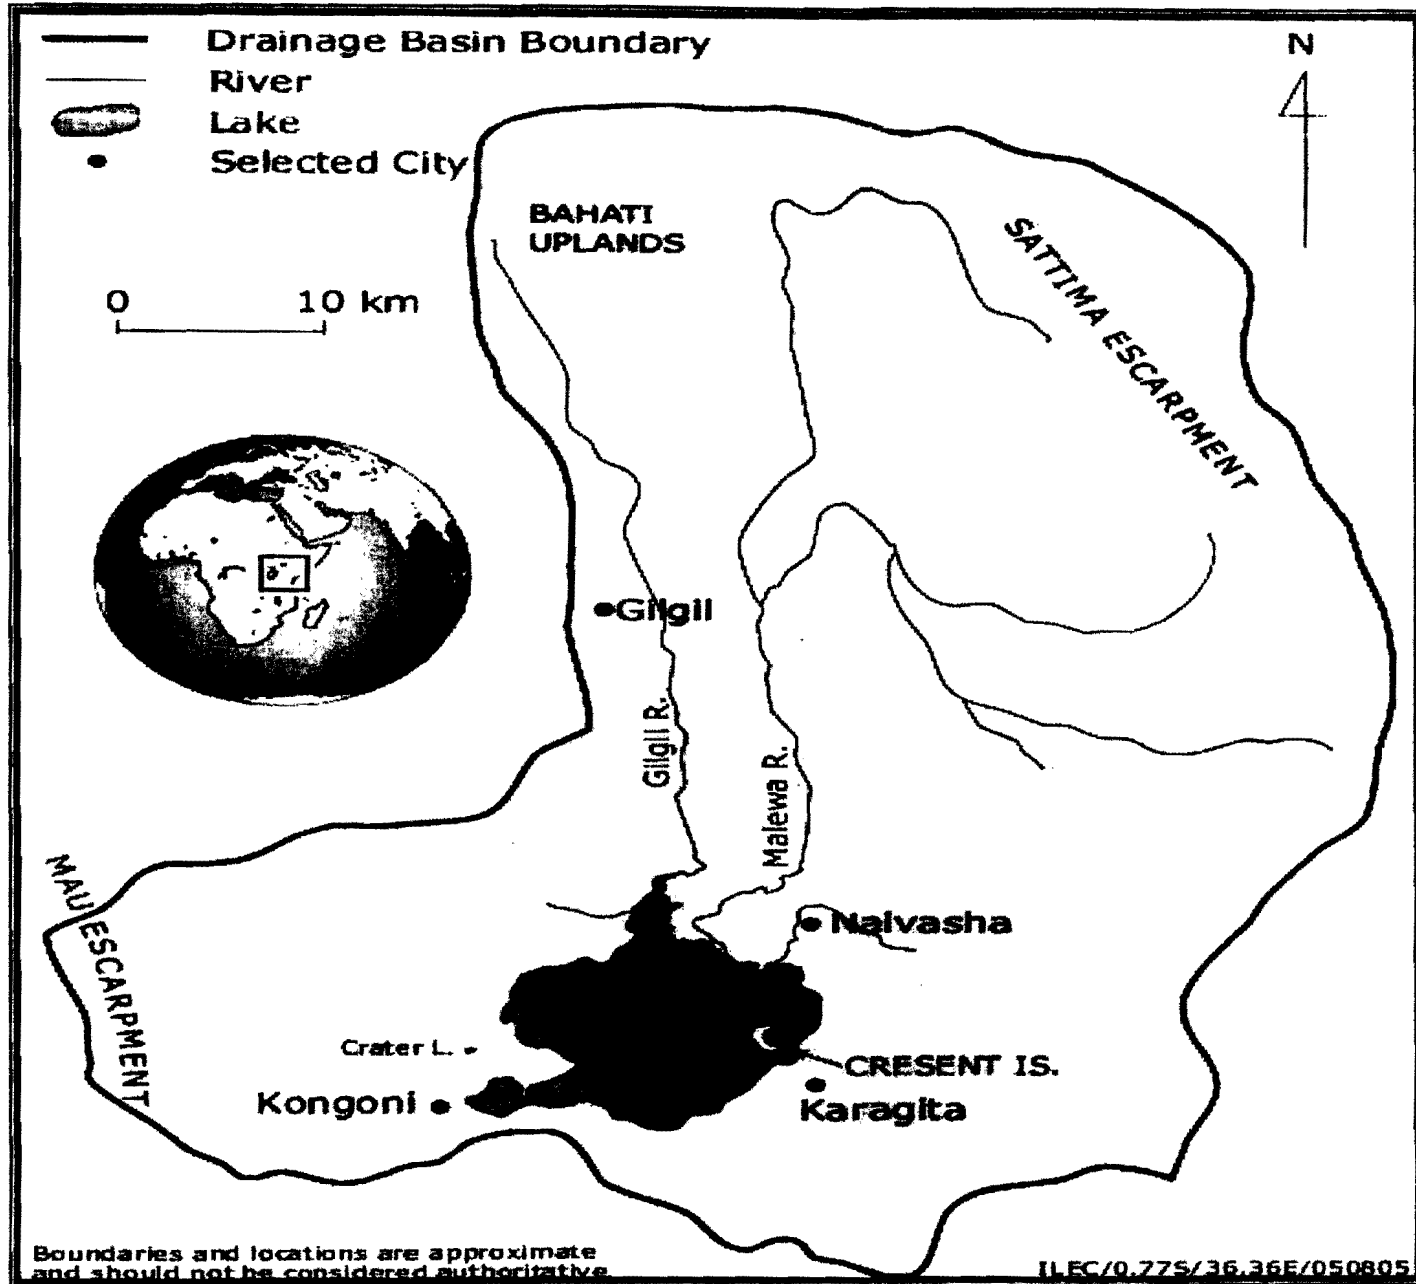 Drainage Basin Boundary
River
Lake
Selected City
N
BAHATI
UPLANDS
SATTIMA ESCARPMENT
0 10 km
Gilgil
Gilgil R.
Malewa R.
MAU ESCARPMENT
Naivasha
Crater L.
CRESENT IS.
Kongoni
Karagita
Boundaries and locations are approximate
and should not be considered authoritative.
ILEC/0.77S/36.36E/050805